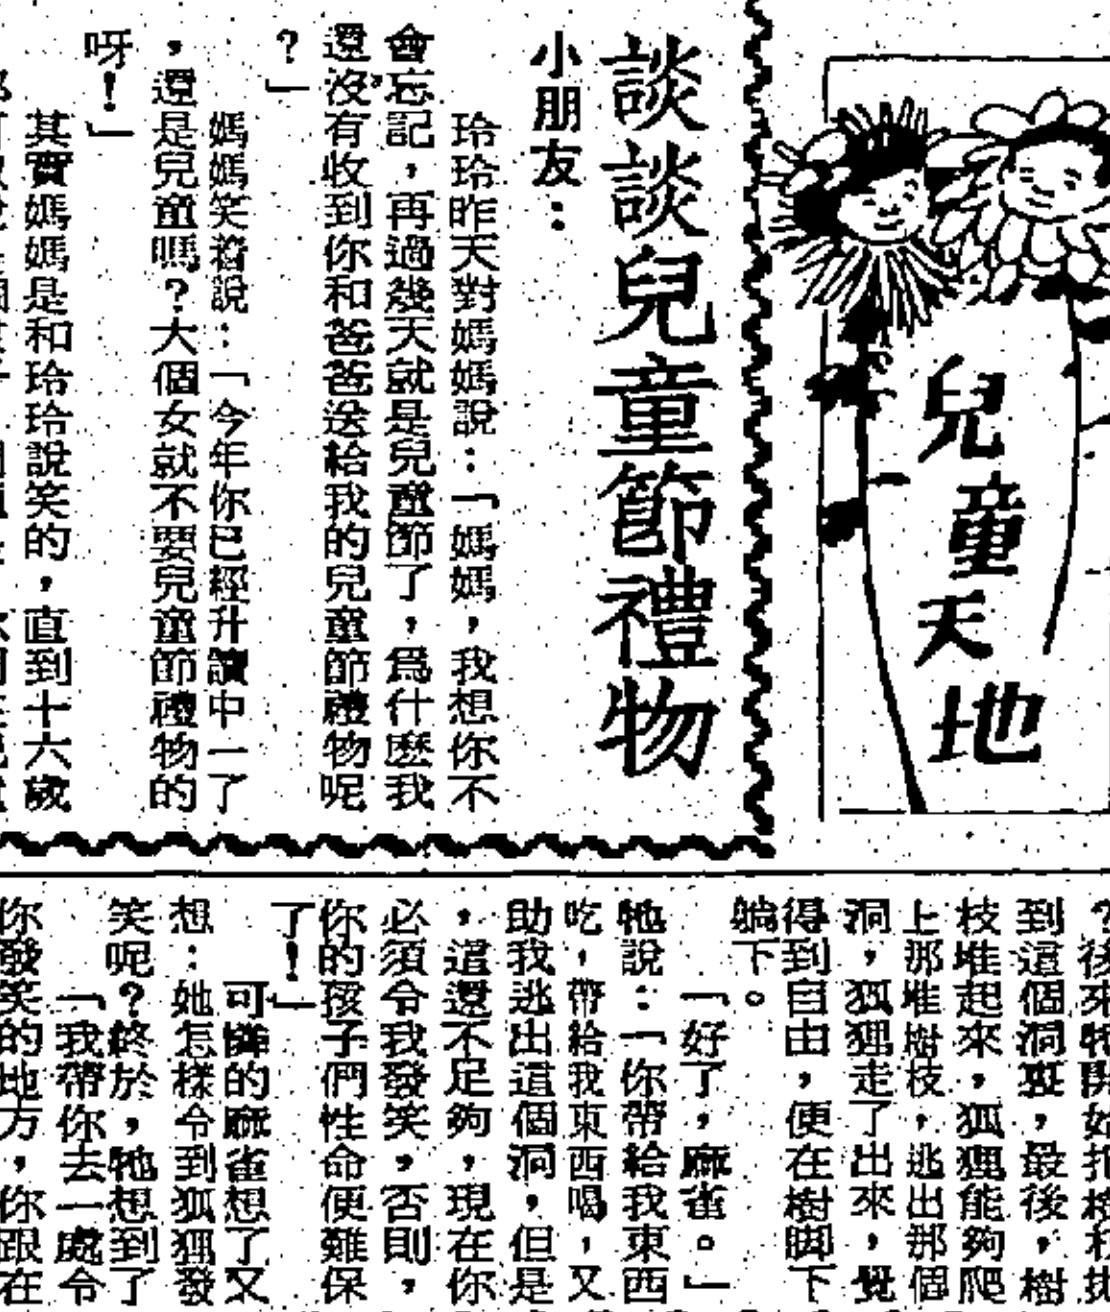 兒童天地
談談兒童節禮物
小朋友：
玲玲昨天對媽媽說：「媽媽，我想你不
會忘記，再過幾天就是兒童節了，爲什麽我
還沒有收到你和爸爸送給我的兒童節禮物呢
？」
媽媽笑着說：「今年你已經升讀中一了
，還是兒童嗎？大個女就不要兒童節禮物的
呀！」
其實媽媽是和玲玲說笑的，直到十六歲
？後來牠開始把樹枝
到這個洞裏，最後，樹
枝堆起來，狐狸能夠爬
上那堆樹枝，逃出那個
洞，狐狸走了出來，覺
得到自由，便在樹脚下
躺下。
「好了，麻雀。」
牠說：「你帶給我東西
吃，帶給我東西喝，又
助我逃出這個洞，但是
，這還不足夠，現在你
必須令我發笑，否則，
你的孩子們性命便難保
了！」
可憐的麻雀想了又
想：她怎樣令到狐狸發
笑呢？終於，牠想到了
「我帶你去一處令
你發笑的地方，你跟在